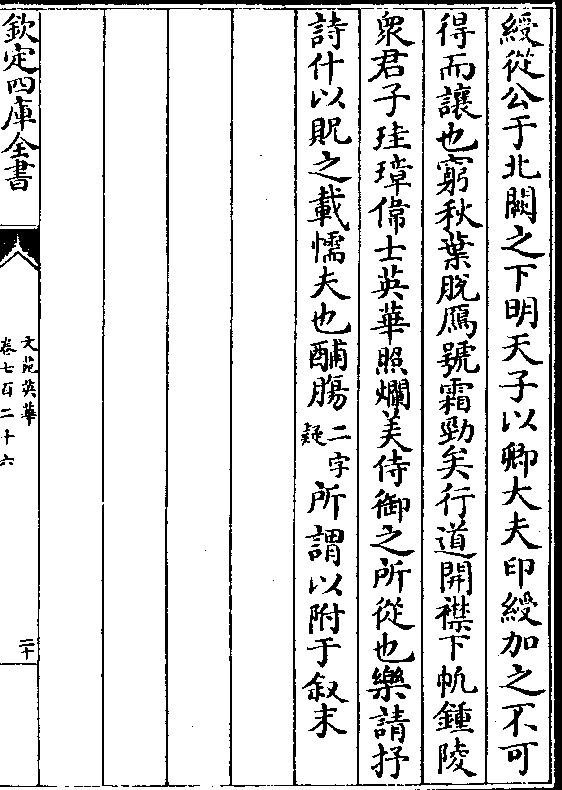 綬從公于北闕之下明天子以卿大夫印綬加之不可
得而讓也窮秋葉脫鴈號霜勁矣行道開襟下帆鍾陵
衆君子珪璋偉士英華照爛美侍御之所從也樂請抒
詩什以貺之載懦夫也酺膓二字疑所謂以附于叙末
欽定四庫全書
文苑英華
卷七百二十六
二十